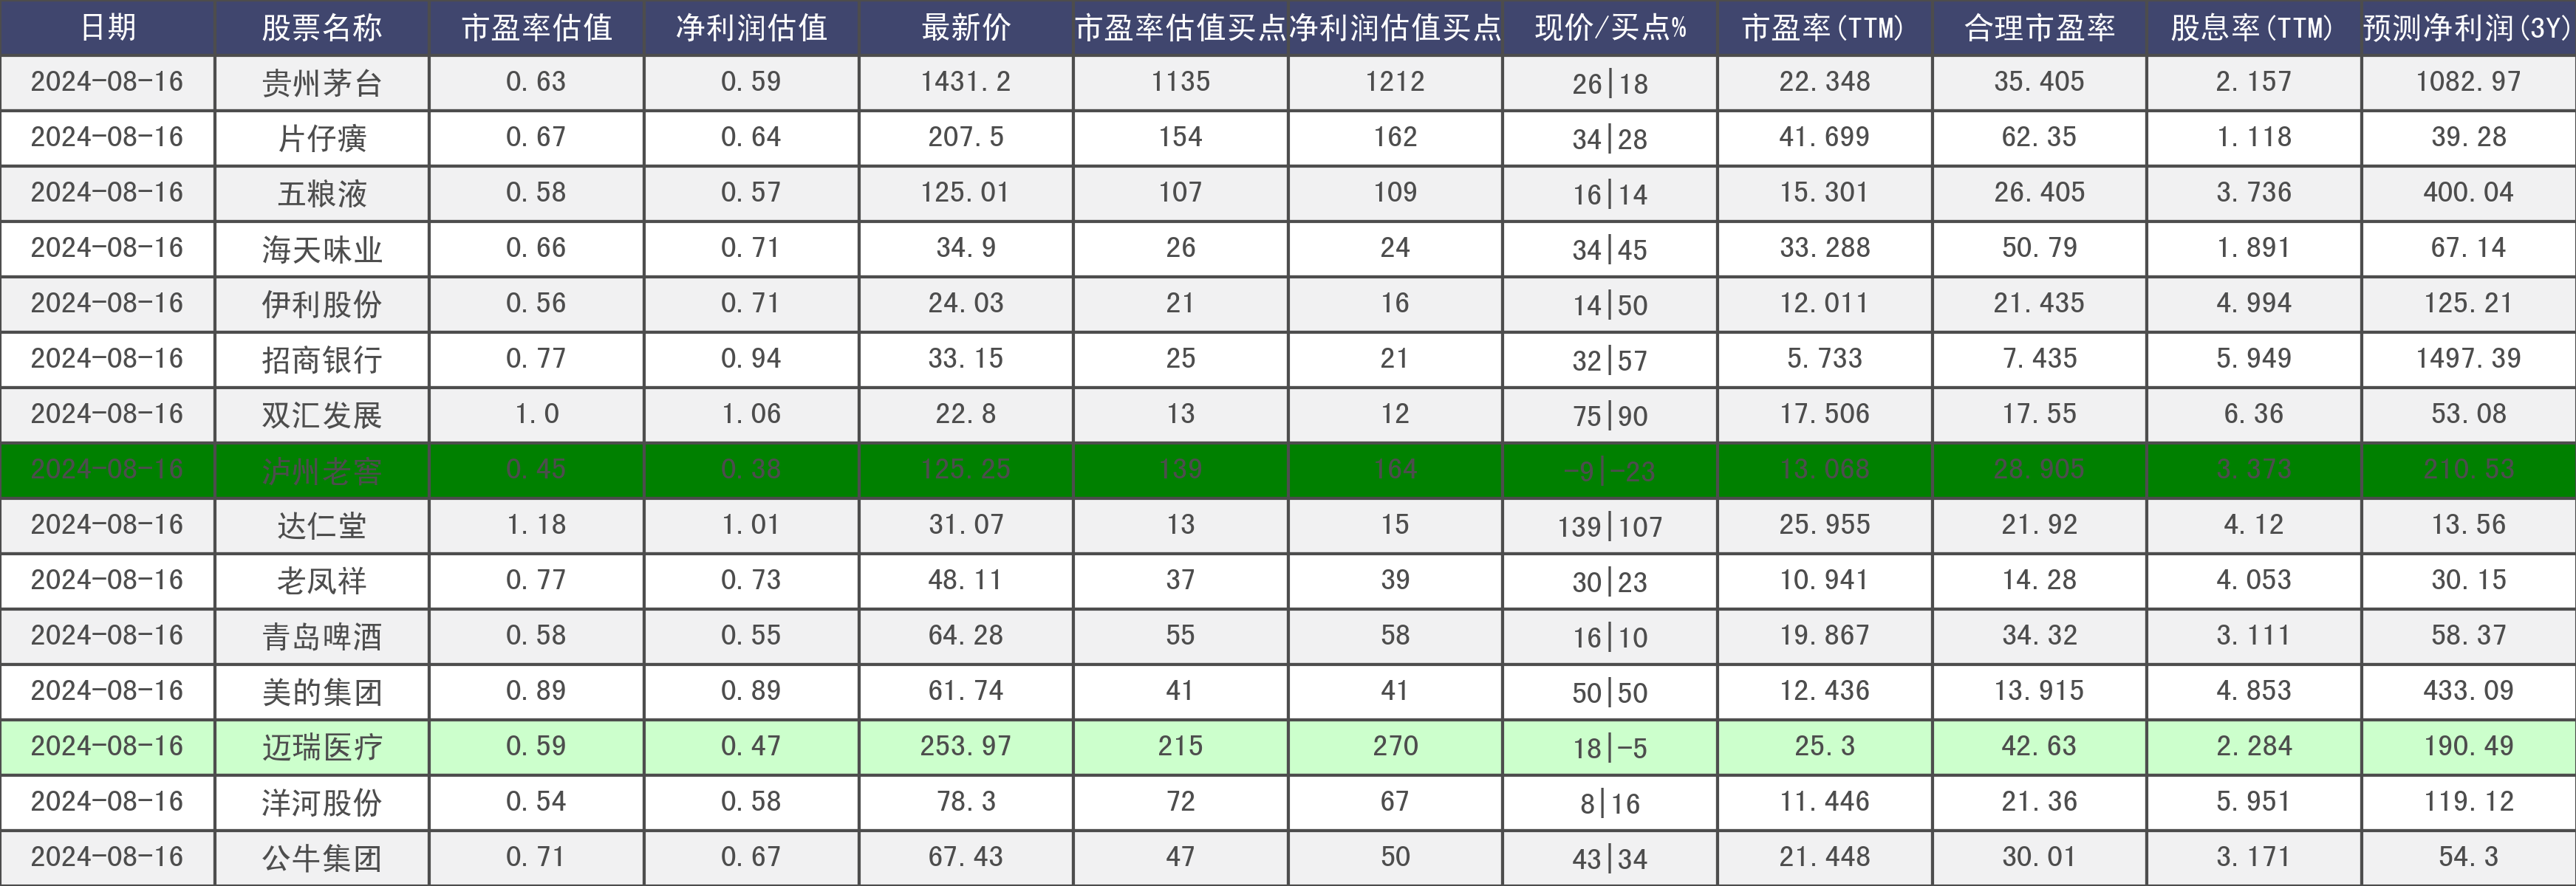 日期 股票名称 市盈率估值 净利润估值 最新价 市盈率估值买点 净利润估值买点 现价/买点% 市盈率(TTM) 合理市盈率 股息率(TTM) 预测净利润(3Y)
2024-08-16 贵州茅台 0.63 0.59 1431.2 1135 1212 26|18 22.348 35.405 2.157 1082.97
2024-08-16 片仔癀 0.67 0.64 207.5 154 162 34|28 41.699 62.35 1.118 39.28
2024-08-16 五粮液 0.58 0.57 125.01 107 109 16|14 15.301 26.405 3.736 400.04
2024-08-16 海天味业 0.66 0.71 34.9 26 24 34|45 33.288 50.79 1.891 67.14
2024-08-16 伊利股份 0.56 0.71 24.03 21 16 14|50 12.011 21.435 4.994 125.21
2024-08-16 招商银行 0.77 0.94 33.15 25 21 32|57 5.733 7.435 5.949 1497.39
2024-08-16 双汇发展 1.0 1.06 22.8 13 12 75|90 17.506 17.55 6.36 53.08
2024-08-16 泸州老窖 0.45 0.38 125.25 139 164 -9|-23 13.068 28.905 3.373 210.53
2024-08-16 达仁堂 1.18 1.01 31.07 13 15 139|107 25.955 21.92 4.12 13.56
2024-08-16 老凤祥 0.77 0.73 48.11 37 39 30|23 10.941 14.28 4.053 30.15
2024-08-16 青岛啤酒 0.58 0.55 64.28 55 58 16|10 19.867 34.32 3.111 58.37
2024-08-16 美的集团 0.89 0.89 61.74 41 41 50|50 12.436 13.915 4.853 433.09
2024-08-16 迈瑞医疗 0.59 0.47 253.97 215 270 18|-5 25.3 42.63 2.284 190.49
2024-08-16 洋河股份 0.54 0.58 78.3 72 67 8|16 11.446 21.36 5.951 119.12
2024-08-16 公牛集团 0.71 0.67 67.43 47 50 43|34 21.448 30.01 3.171 54.3